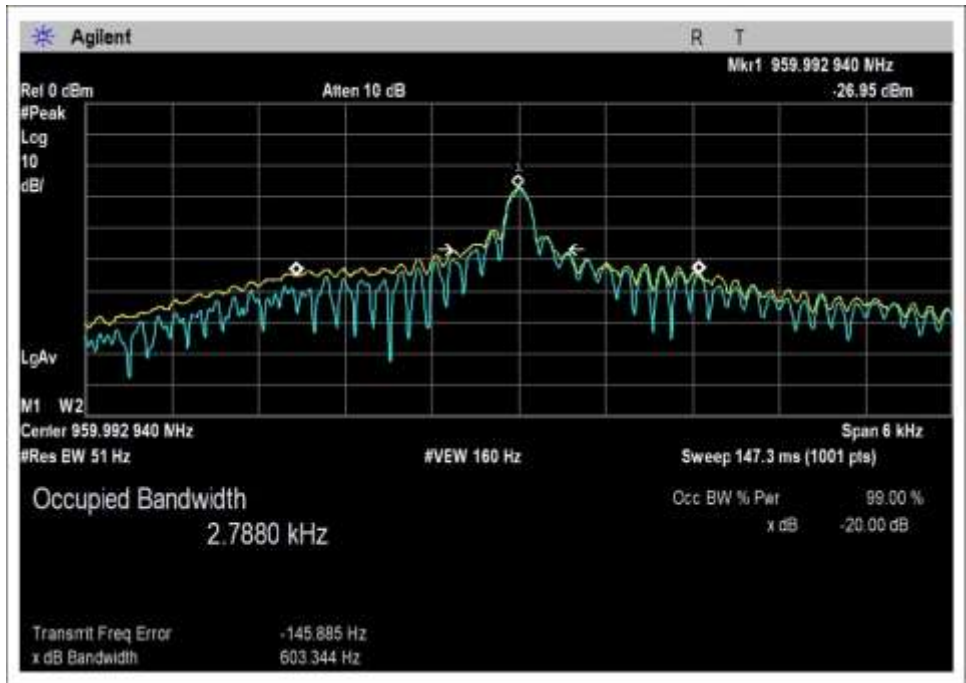 Agilent R T
Mkr1 959.992 940 MHz
Ref 0 dBm Atten 10 dB -26.95 dBm
#Peak
Log
10
dB/
1
LgAv
M1 W2
Center 959.992 940 MHz Span 6 kHz
#Res BW 51 Hz #VBW 160 Hz Sweep 147.3 ms (1001 pts)
Occupied Bandwidth Occ BW % Pwr 99.00 %
2.7880 kHz x dB -20.00 dB
Transmit Freq Error -145.885 Hz
x dB Bandwidth 603.344 Hz